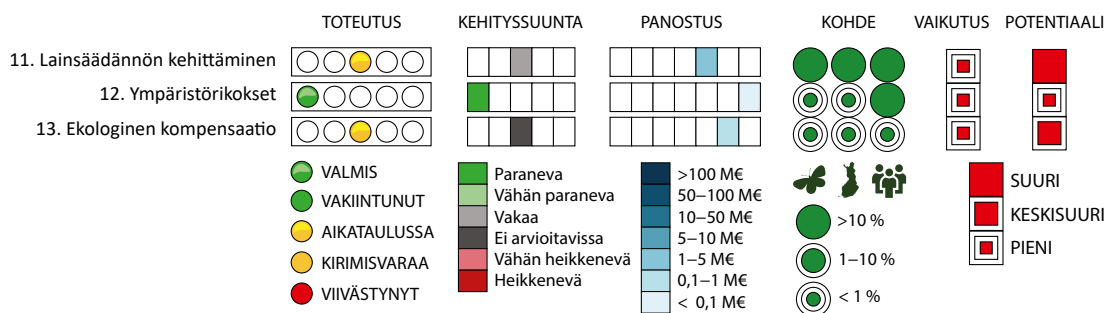 TOTEUTUS KEHITYSSUUNTA PANOSTUS KOHDE VAIKUTUS POTENTIAALI
11. Lainsäädännön kehittäminen
12. Ympäristörikokset
13. Ekologinen kompensaatio
VALMIS
VAKIINTUNUT
AIKATAULUSSA
KIRIMISVARAA
VIIVÄSTYNYT
Paraneva
Vähän paraneva
Vakaa
Ei arvioitavissa
Vähän heikkenevä
Heikkenevä
>100 M€
50–100 M€
10–50 M€
5–10 M€
1–5 M€
0,1–1 M€
< 0,1 M€
>10 %
1–10 %
< 1 %
SUURI
KESKISUURI
PIENI